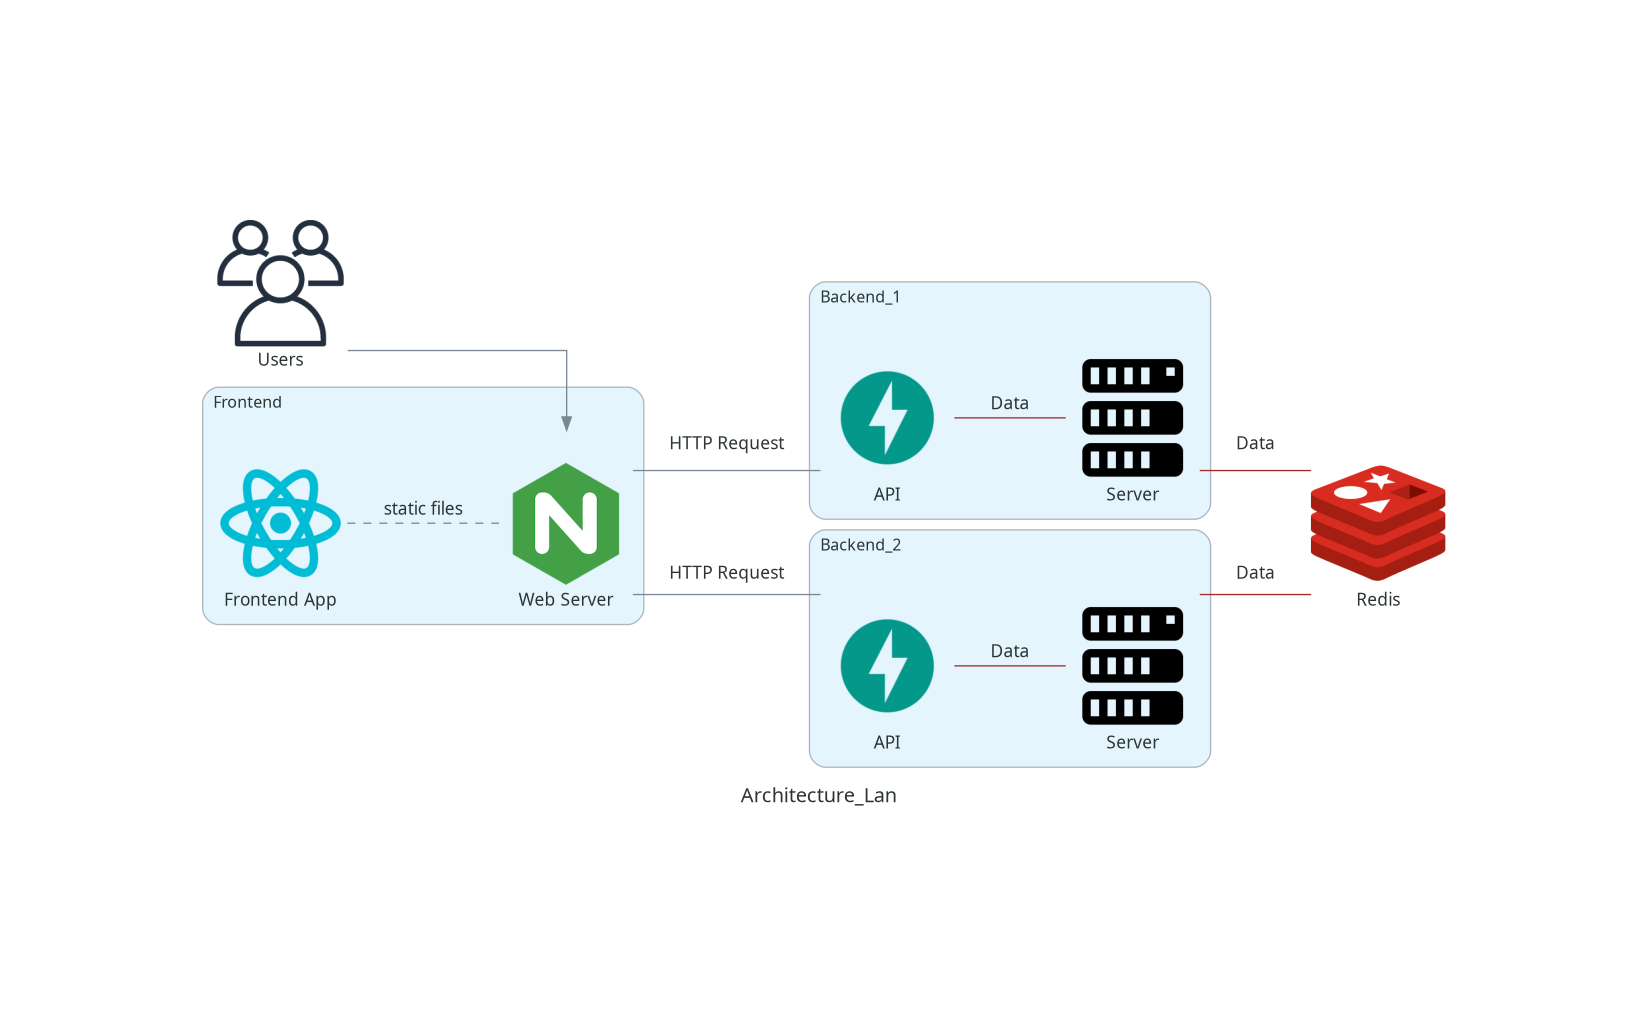 Users
Frontend
static files
Frontend App
Web Server
HTTP Request
HTTP Request
Backend_1
Data
API
Server
Backend_2
Data
API
Server
Data
Data
Redis
Architecture_Lan